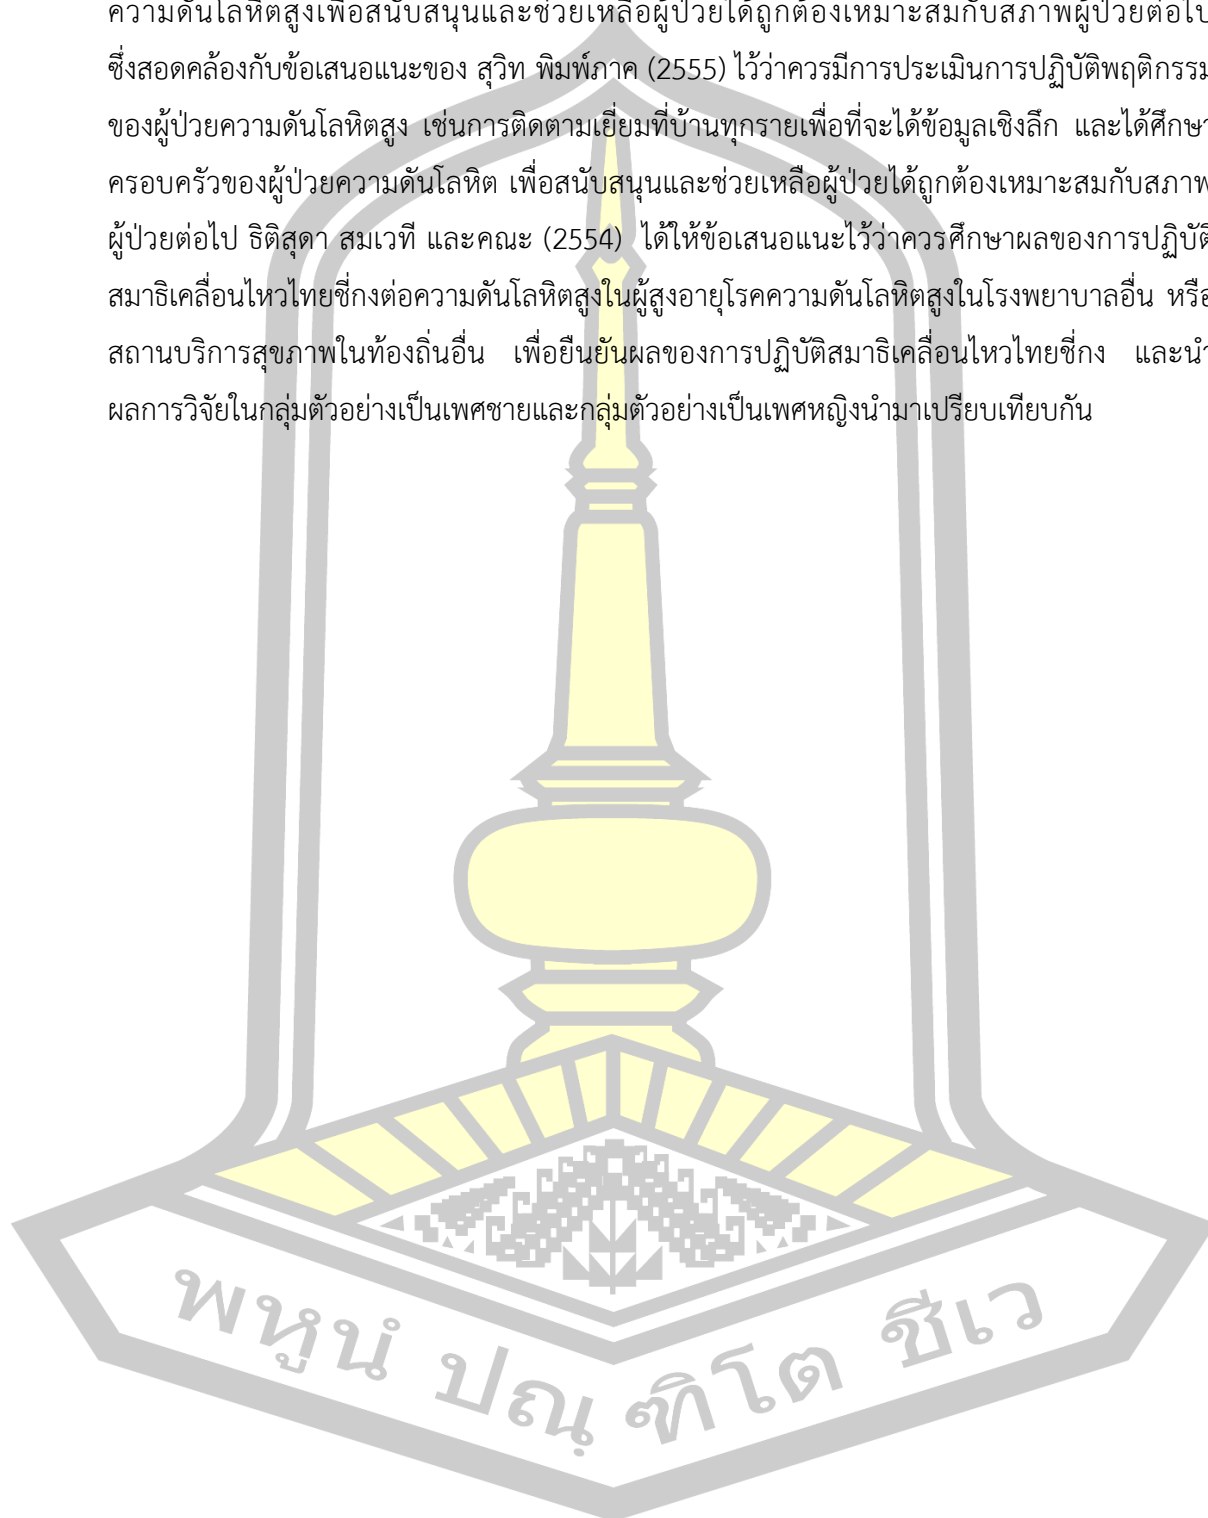 ความดันโลหิตสูงเพื่อสนับสนุนและช่วยเหลือผู้ป่วยได้ถูกต้องเหมาะสมกับสภาพผู้ป่วยต่อไป
ซึ่งสอดคล้องกับข้อเสนอแนะของ สุวิท พิมพ์ภาค (2555) ไว้ว่าควรมีการประเมินการปฏิบัติพฤติกรรม
ของผู้ป่วยความดันโลหิตสูง เช่นการติดตามเยี่ยมที่บ้านทุกรายเพื่อที่จะได้ข้อมูลเชิงลึก และได้ศึกษา
ครอบครัวของผู้ป่วยความดันโลหิต เพื่อสนับสนุนและช่วยเหลือผู้ป่วยได้ถูกต้องเหมาะสมกับสภาพ
ผู้ป่วยต่อไป ธิติสุดา สมเวที และคณะ (2554) ได้ให้ข้อเสนอแนะไว้ว่าควรศึกษาผลของการปฏิบัติ
สมาธิเคลื่อนไหวไทยชี่กงต่อความดันโลหิตสูงในผู้สูงอายุโรคความดันโลหิตสูงในโรงพยาบาลอื่น หรือ
สถานบริการสุขภาพในท้องถิ่นอื่น เพื่อยืนยันผลของการปฏิบัติสมาธิเคลื่อนไหวไทยชี่กง และนำ
ผลการวิจัยในกลุ่มตัวอย่างเป็นเพศชายและกลุ่มตัวอย่างเป็นเพศหญิงนำมาเปรียบเทียบกัน
พหูนํ ปณฺฑิโต ชีเว